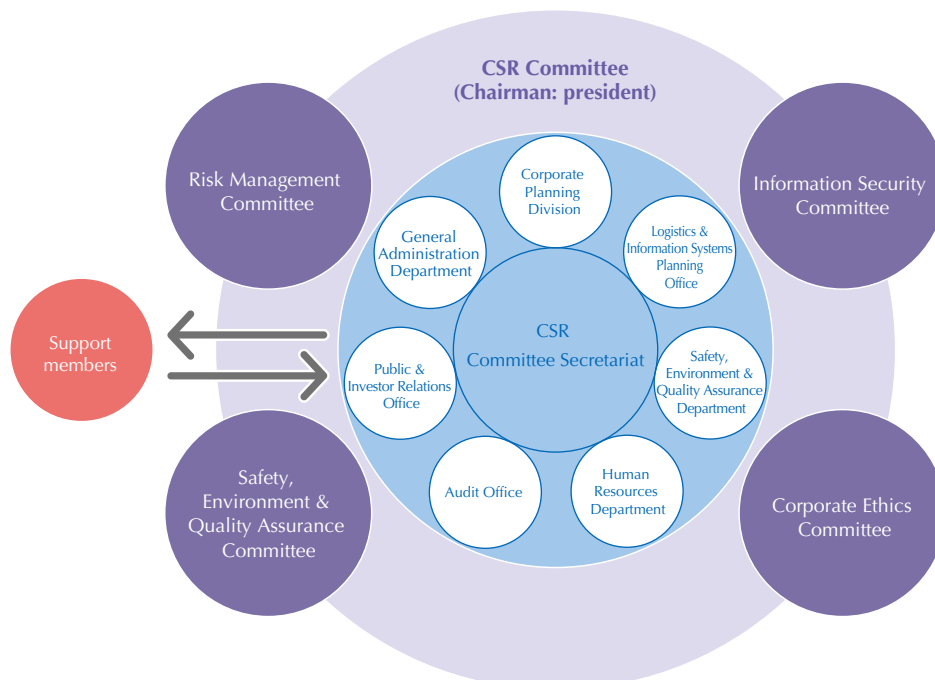 CSR Committee
(Chairman: president)
Risk Management
Committee
Information Security
Committee
Corporate
Planning
Division
General
Administration
Department
Logistics &
Information Systems
Planning
Office
Support
members
CSR
Committee Secretariat
Public &
Investor Relations
Office
Safety,
Environment &
Quality Assurance
Department
Audit Office
Human
Resources
Department
Safety,
Environment &
Quality Assurance
Committee
Corporate Ethics
Committee